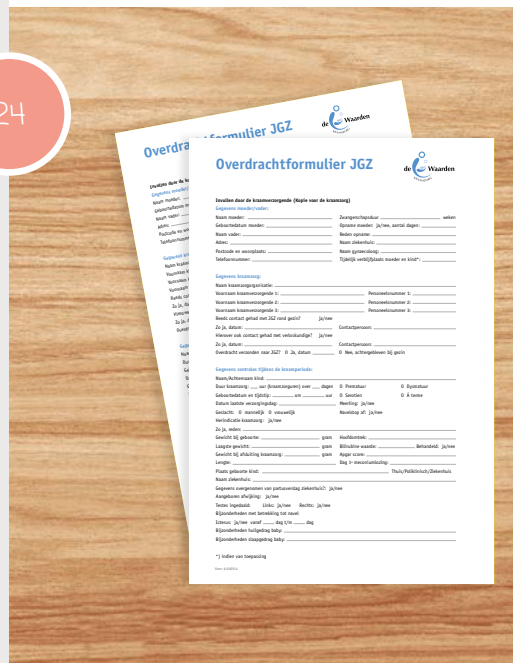 24
Overdrachtformulier JGZ
de Waarden
Invullen door de kraamverzorgende (Kopie voor de kraamzorg)
Gegevens moeder/vader:
Naam moeder: Zwangerschapsduur weken
Geboortedatum moeder: Opname moeder: ja/nee, aantal dagen:
Naam vader: Reden opname:
Adres: Naam ziekenhuis:
Postcode en woonplaats: Naam gynaecoloog:
Telefoonnummer: Tijdelijk verblijfplaats moeder en kind*:
Gegevens kraamzorg:
Naam kraamzorgorganisatie:
Voornaam kraamverzorgende 1: Personeelsnummer 1:
Voornaam kraamverzorgende 2: Personeelsnummer 2:
Voornaam kraamverzorgende 3: Personeelsnummer 3:
Reeds contact gehad met JGZ rond gezin? Ja/nee
Zo ja, datum: Contactpersoon:
Hierover ook contact gehad met verloskundige? Ja/nee
Zo ja, datum: Contactpersoon:
Overdracht verzonden naar JGZ? O Ja, datum O Nee, achtergebleven bij gezin
Gegevens controles tijdens de kraamperiode:
Naam/Achternaam kind:
Duur kraamzorg: uur (kraamzorguren) over dagen O Prematuur O Dysmatuur
Geboortedatum en tijdstip: om uur O Serotien O À terme
Datum laatste verzorgingsdag: Meerling: ja/nee
Geslacht: O mannelijk O vrouwelijk Navelstomp af: ja/nee
Herindicatie kraamzorg: ja/nee
Zo ja, reden:
Gewicht bij geboorte: gram Hoofdomtrek:
Laagste gewicht: gram Bilirubine waarde: Behandeld: ja/nee
Gewicht bij afsluiting kraamzorg: gram Apgar score:
Lengte: Dag 1e meconiumlozing:
Plaats geboorte kind: Thuis/Poliklinisch/Ziekenhuis
Naam ziekenhuis:
Gegevens overgenomen van partusverslag ziekenhuis?: ja/nee
Aangeboren afwijking: ja/nee
Testes ingedaald: Links: ja/nee Rechts: ja/nee
Bijzonderheden met betrekking tot navel
Icterus: ja/nee vanaf dag t/m dag
Bijzonderheden huilgedrag baby:
Bijzonderheden slaapgedrag baby:
*) indien van toepassing